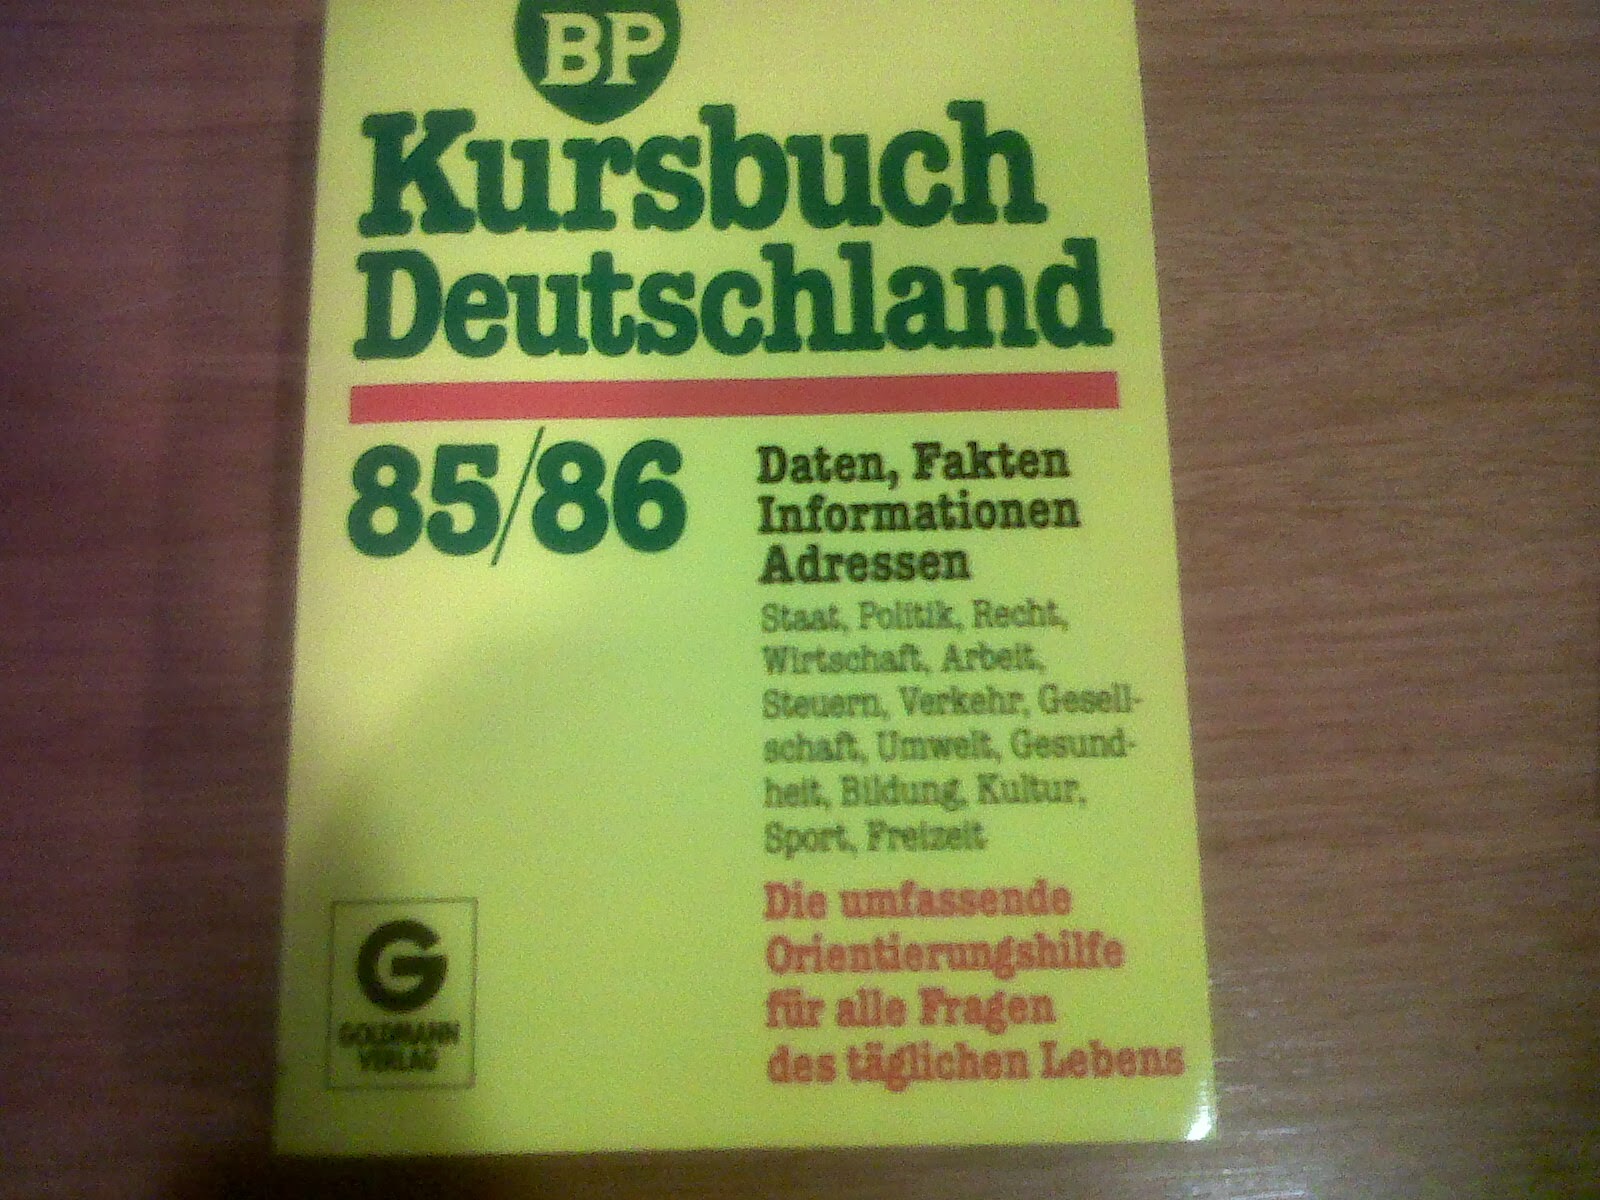 BP
Kursbuch
Deutschland
85/86
Daten, Fakten
Informationen
Adressen
Staat, Politik, Recht,
Wirtschaft, Arbeit,
Steuern, Verkehr, Gesell-
schaft, Umwelt, Gesund-
heit, Bildung, Kultur,
Sport, Freizeit
Die umfassende
Orientierungshilfe
für alle Fragen
des täglichen Lebens
G
GOLDMANN
VERLAG